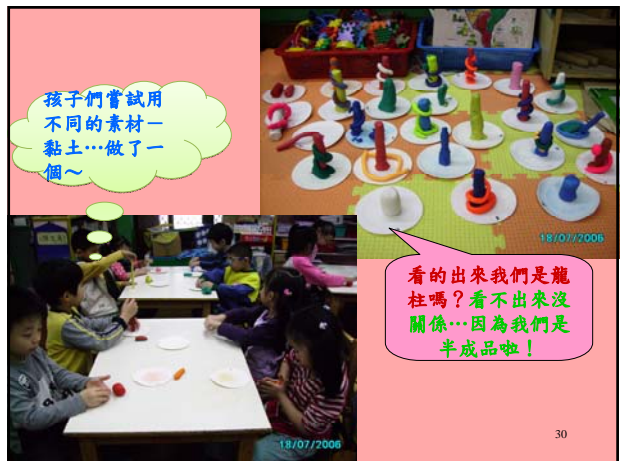 孩子們嘗試用
不同的素材－
黏土…做了一
個～
18/07/2006
看的出來我們是龍
柱嗎？看不出來沒
關係…因為我們是
半成品啦！
18/07/2006
30